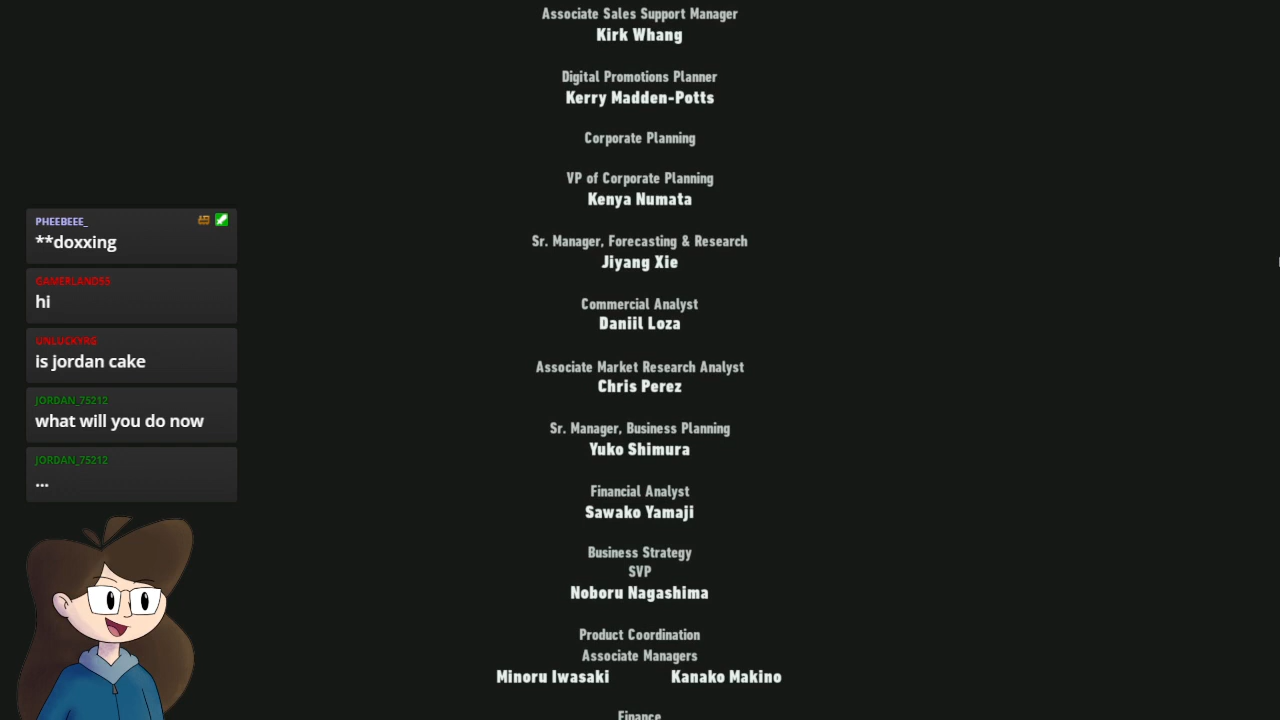 Associate Sales Support Manager
Kirk Whang
Digital Promotions Planner
Kerry Madden-Potts
Corporate Planning
VP of Corporate Planning
Kenya Numata
Sr. Manager, Forecasting & Research
Jiyang Xie
Commercial Analyst
Daniil Loza
Associate Market Research Analyst
Chris Perez
Sr. Manager, Business Planning
Yuko Shimura
Financial Analyst
Sawako Yamaji
Business Strategy
SVP
Noboru Nagashima
Product Coordination
Associate Managers
Minoru Iwasaki Kanako Makino
Finance
PHEEBEEE_
**doxxing
GAMERLAND55
hi
UNLUCKYRG
is jordan cake
JORDAN_75212
what will you do now
JORDAN_75212
...